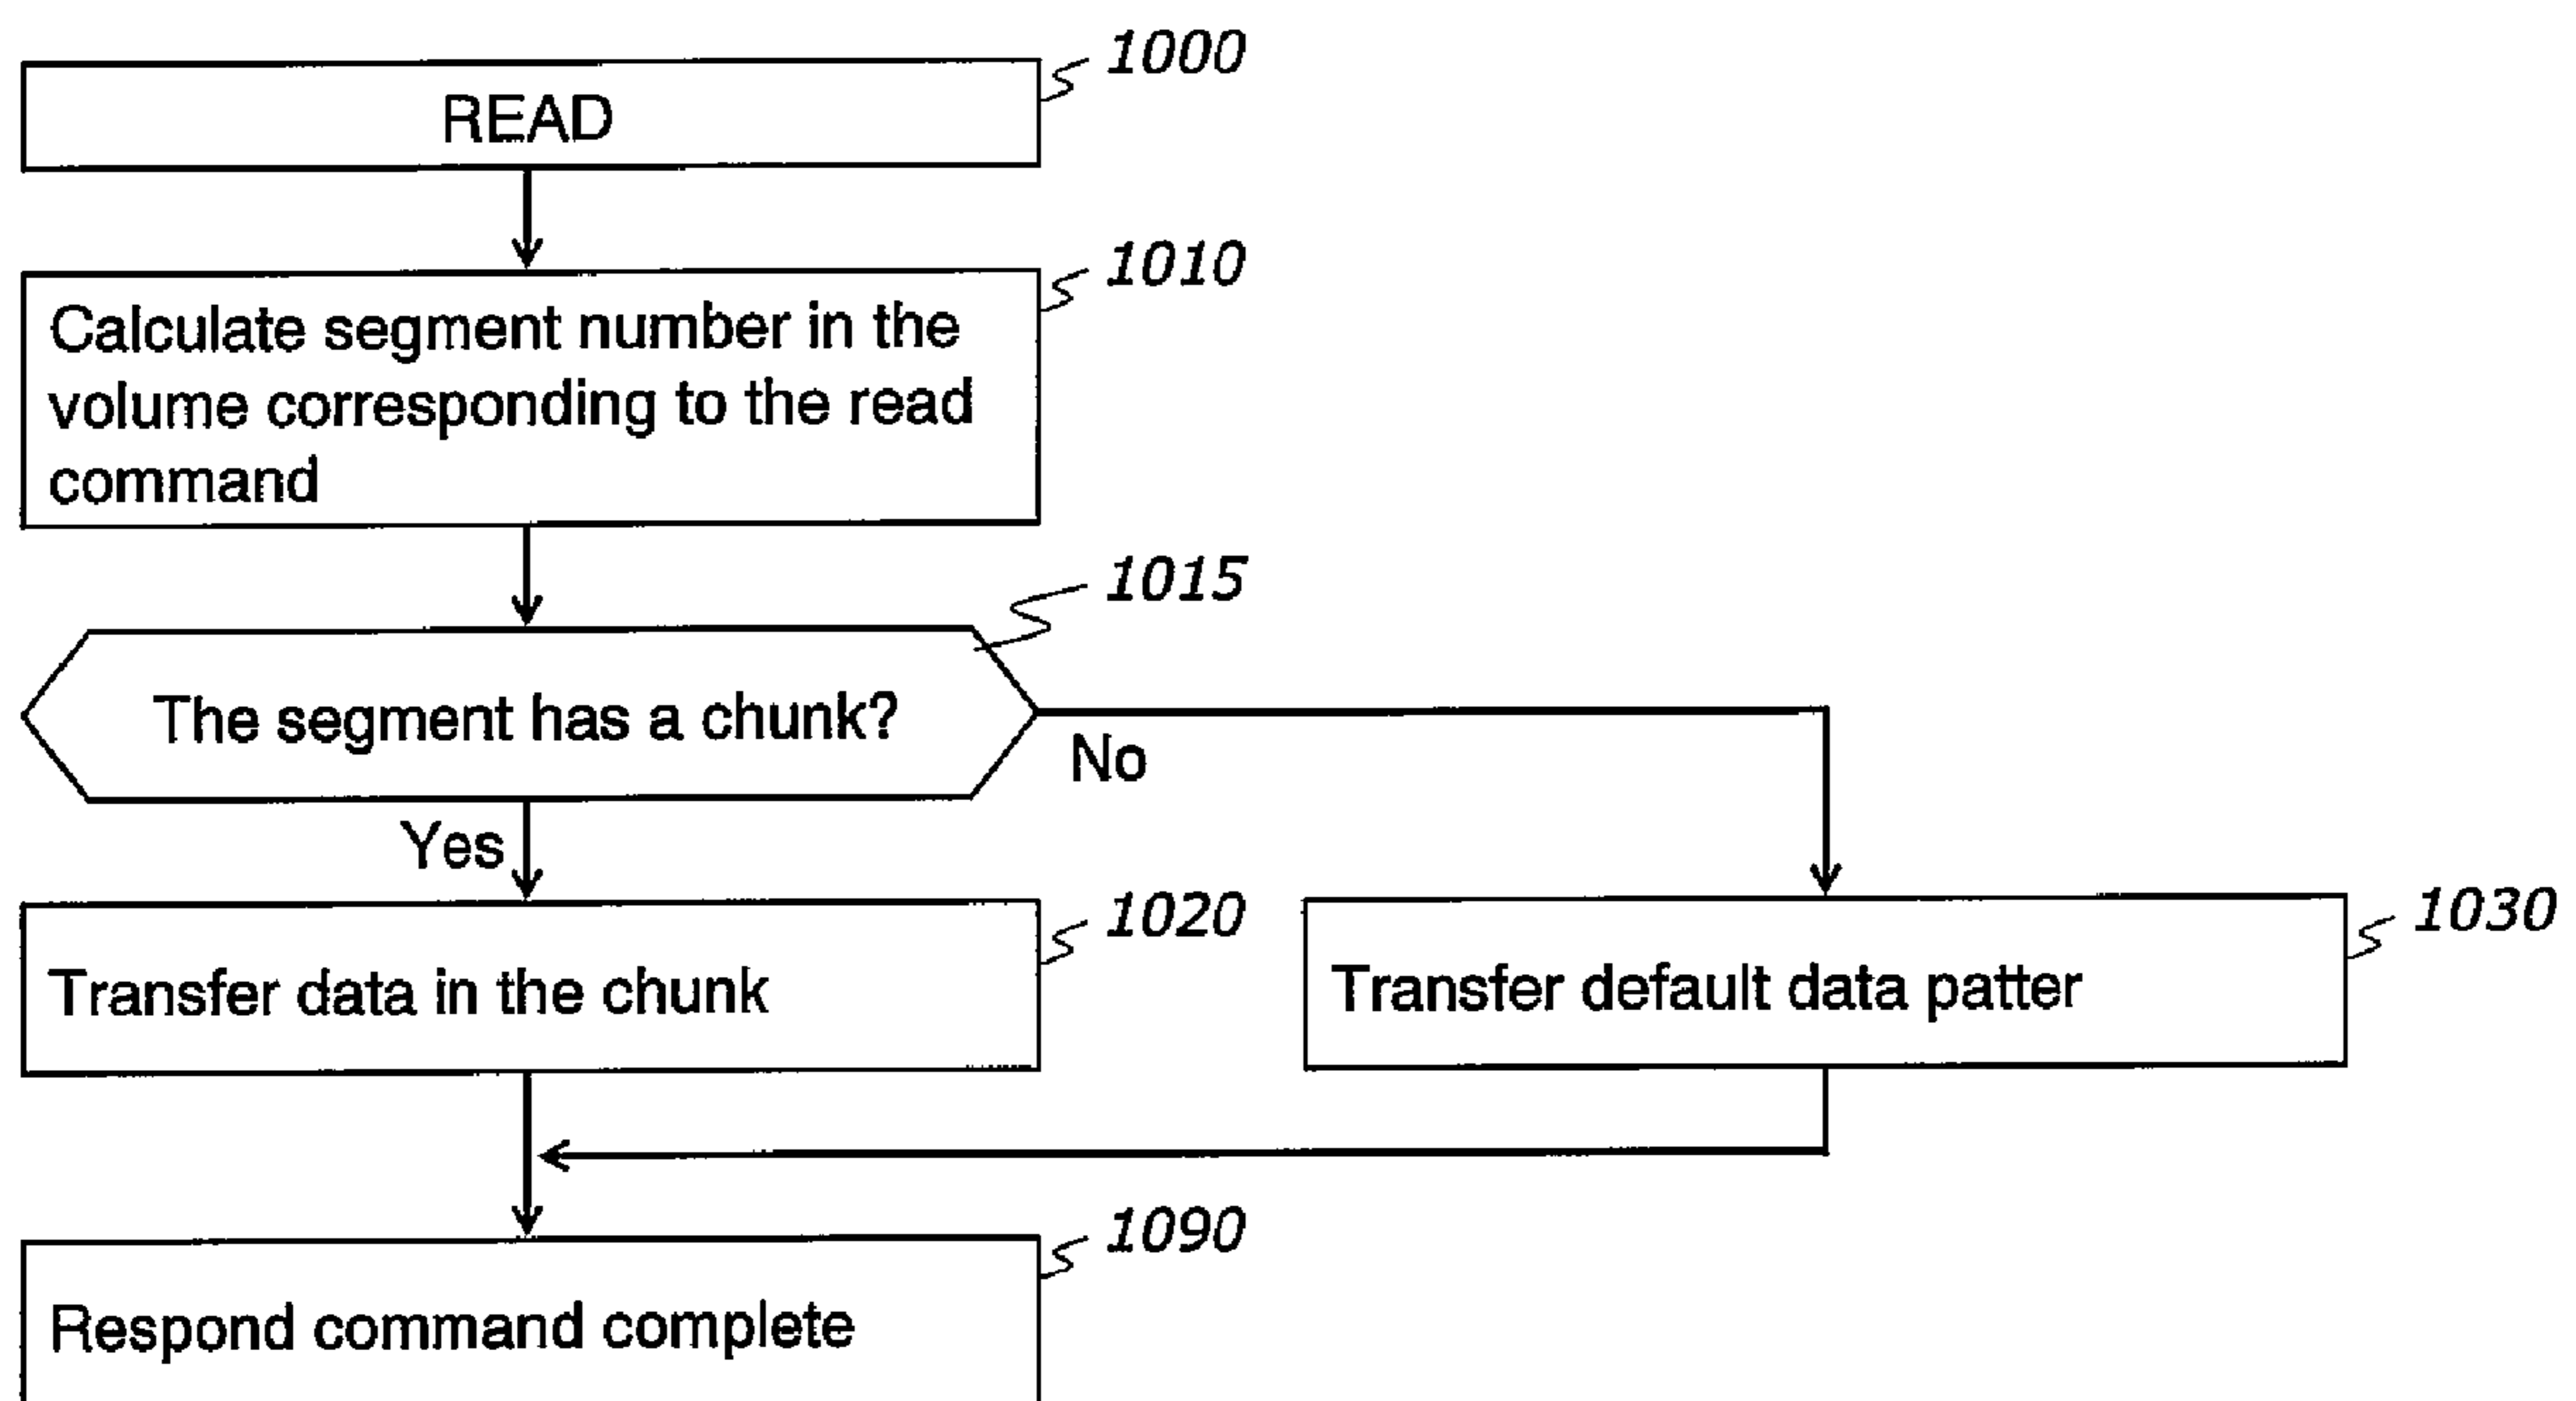 1000
READ
1010
Calculate segment number in the
volume corresponding to the read
command
1015
The segment has a chunk?
No
Yes
1020
Transfer data in the chunk
1030
Transfer default data patter
1090
Respond command complete